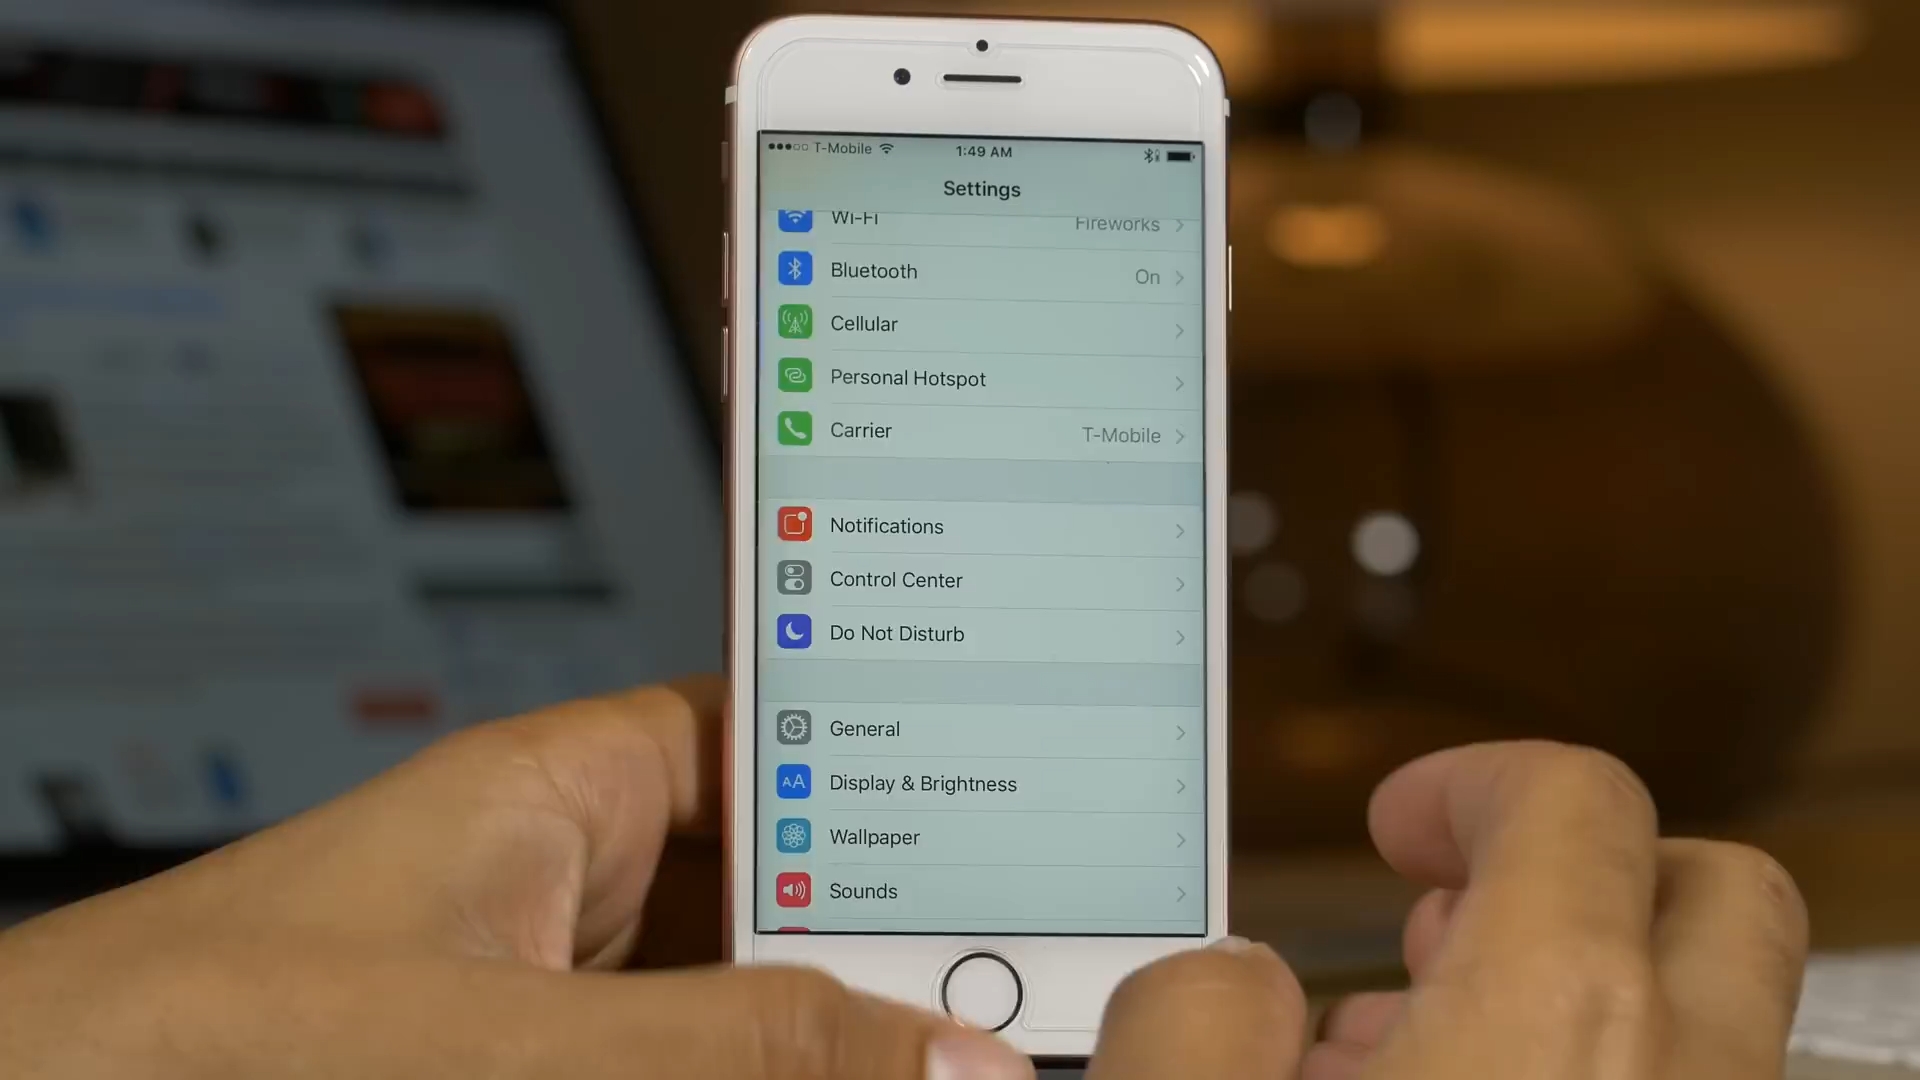 T-Mobile 1:49 AM
Settings
Wi-Fi Fireworks
Bluetooth On
Cellular
Personal Hotspot
Carrier T-Mobile
Notifications
Control Center
Do Not Disturb
General
AA Display & Brightness
Wallpaper
Sounds